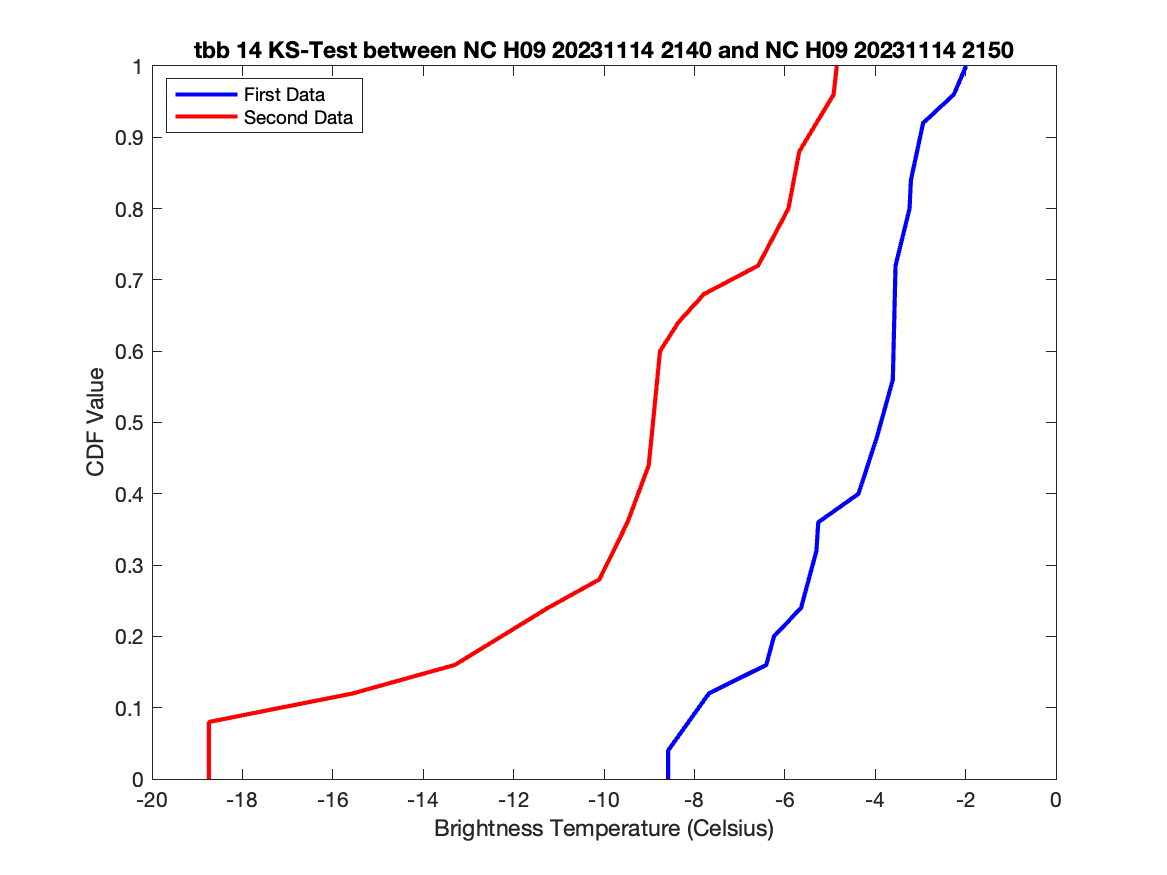 tbb 14 KS-Test between NC H09 20231114 2140 and NC H09 20231114 2150
First Data
Second Data
1
0.9
0.8
0.7
0.6
0.5
0.4
0.3
0.2
0.1
0
CDF Value
-20 -18 -16 -14 -12 -10 -8 -6 -4 -2 0
Brightness Temperature (Celsius)